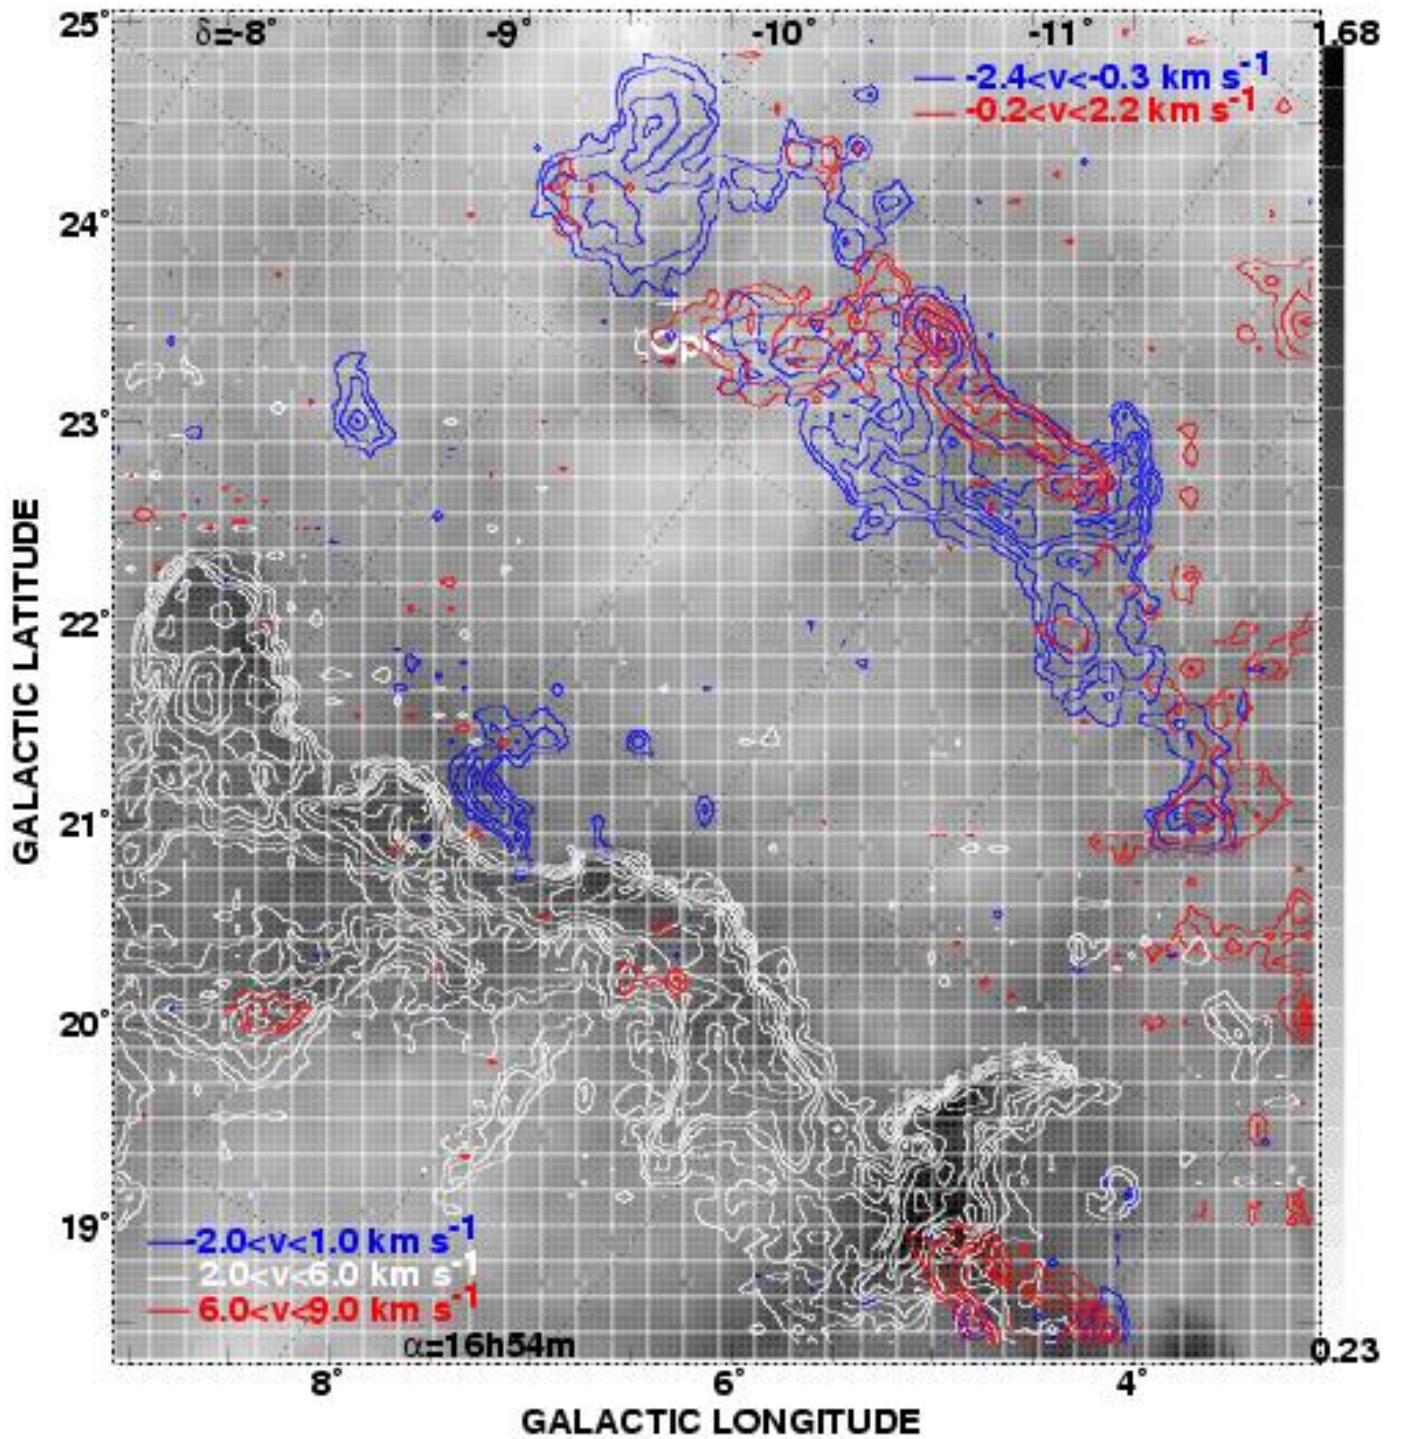 25° δ=-8° -9° -10° -11° 1.68
-2.4<v<-0.3 km s-1
-0.2<v<2.2 km s-1
24°
ζOph
23°
GALACTIC LATITUDE
22°
21°
20°
19°
-2.0<v<1.0 km s-1
2.0<v<6.0 km s-1
6.0<v<9.0 km s-1
α=16h54m
0.23
8° 6° 4°
GALACTIC LONGITUDE